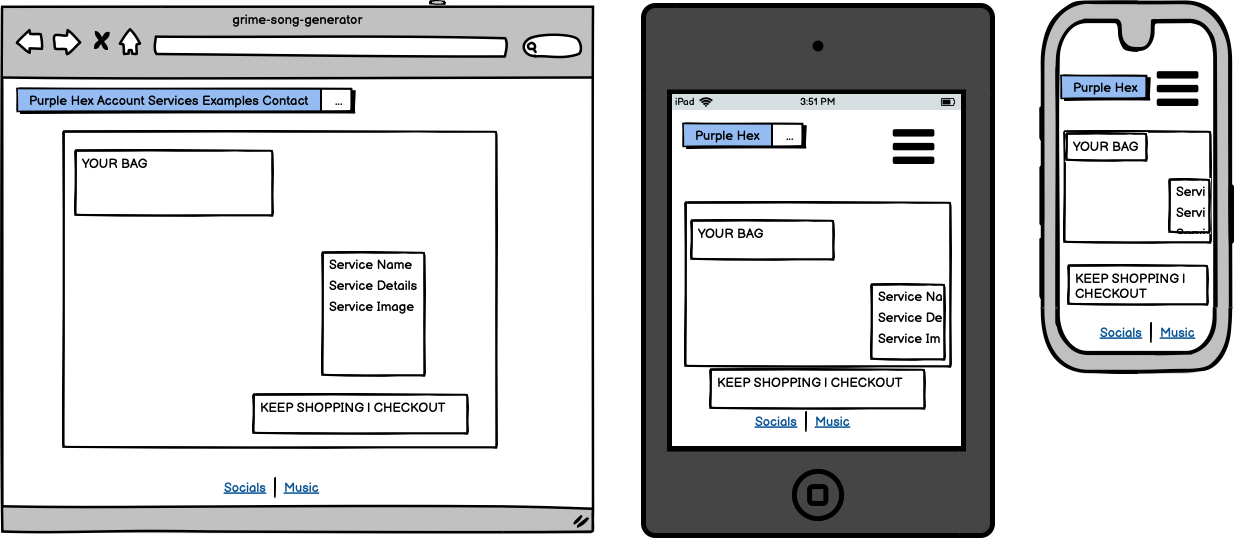 grime-song-generator
Purple Hex Account Services Examples Contact ...
YOUR BAG
Service Name
Service Details
Service Image
KEEP SHOPPING | CHECKOUT
Socials | Music
iPad 3:51 PM
Purple Hex ...
YOUR BAG
Service Na
Service De
Service Im
KEEP SHOPPING | CHECKOUT
Socials | Music
Purple Hex
YOUR BAG
Servi
Servi
Servi
KEEP SHOPPING |
CHECKOUT
Socials | Music